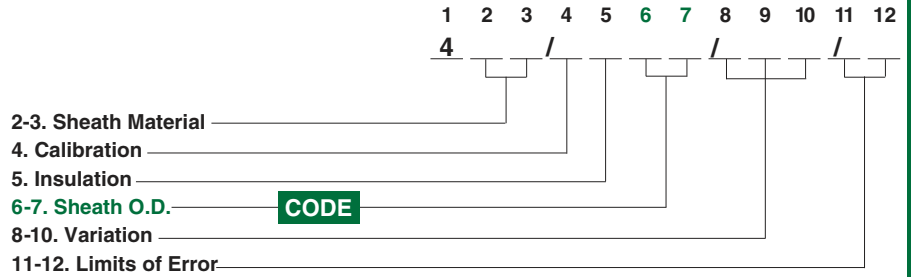 1 2 3 4 5 6 7 8 9 10 11 12
4 / / /
2-3. Sheath Material
4. Calibration
5. Insulation
6-7. Sheath O.D. CODE
8-10. Variation
11-12. Limits of Error